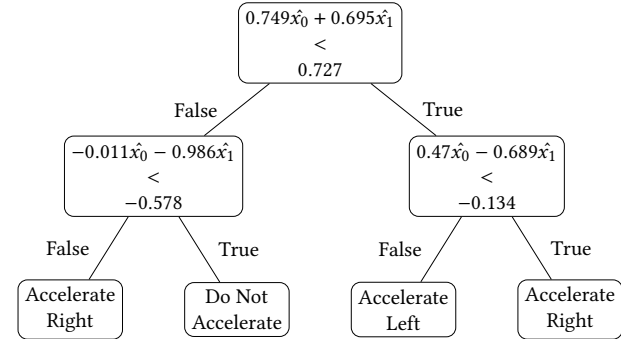 0.749x̂₀ + 0.695x̂₁
<
0.727
False
True
−0.011x̂₀ − 0.986x̂₁
<
−0.578
0.47x̂₀ − 0.689x̂₁
<
−0.134
False
True
False
True
Accelerate
Right
Do Not
Accelerate
Accelerate
Left
Accelerate
Right